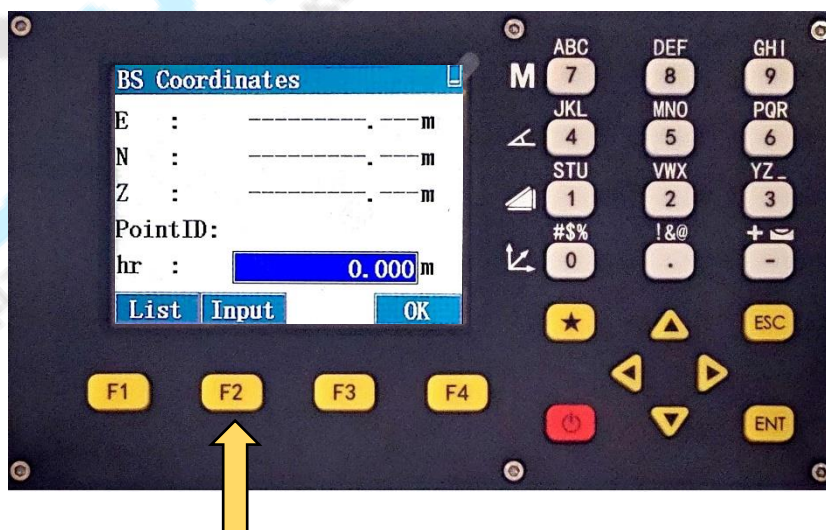 BS Coordinates
E : --------.---m
N : --------.---m
Z : --------.---m
PointID:
hr : 0.000 m
List Input OK
F1 F2 F3 F4
ABC DEF GHI
M 7 8 9
JKL MNO PQR
4 5 6
STU VWX YZ_
1 2 3
#$% !&@ +
0 . -
ESC
ENT